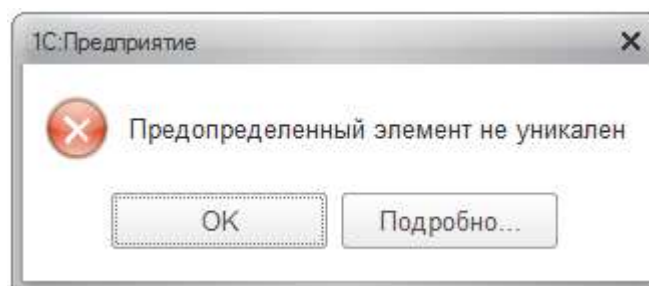 1С:Предприятие
Предопределенный элемент не уникален
OK
Подробно...